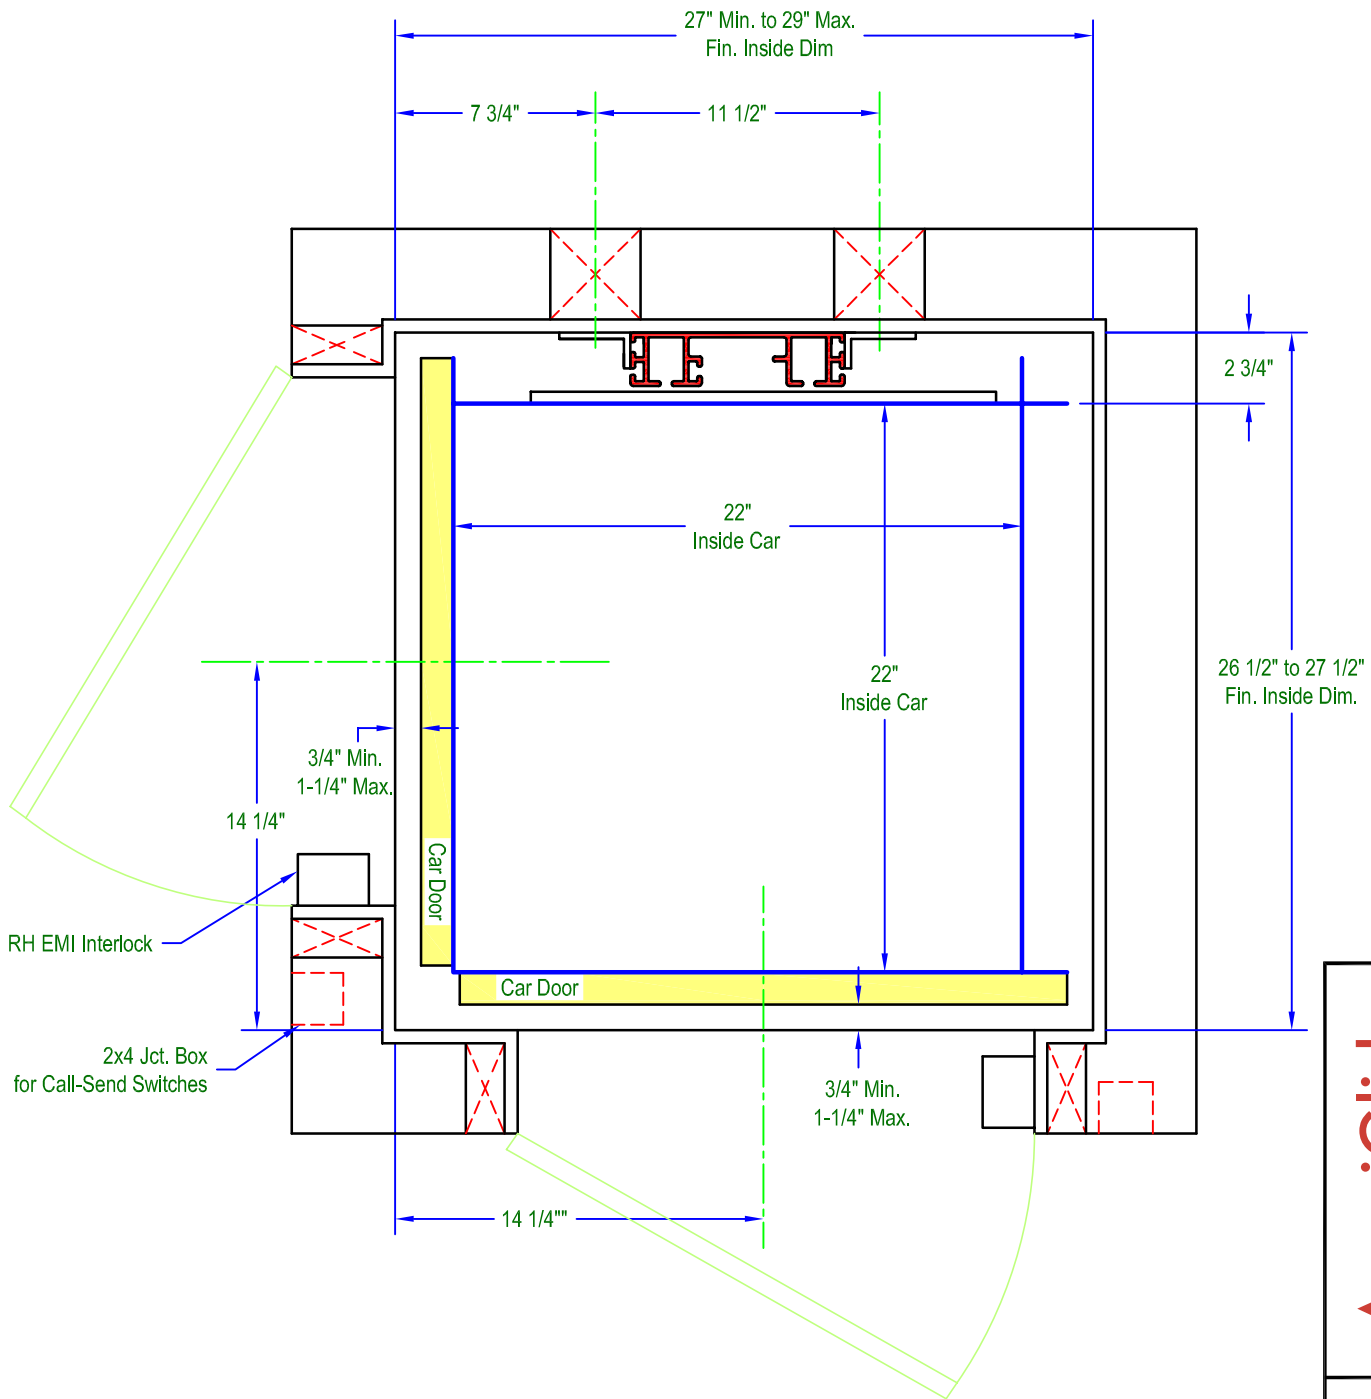 27" Min. to 29" Max.
Fin. Inside Dim
7 3/4"
11 1/2"
2 3/4"
22"
Inside Car
22"
Inside Car
26 1/2" to 27 1/2"
Fin. Inside Dim.
3/4" Min.
1-1/4" Max.
14 1/4"
Car Door
RH EMI Interlock
Car Door
2x4 Jct. Box
for Call-Send Switches
3/4" Min.
1-1/4" Max.
14 1/4""